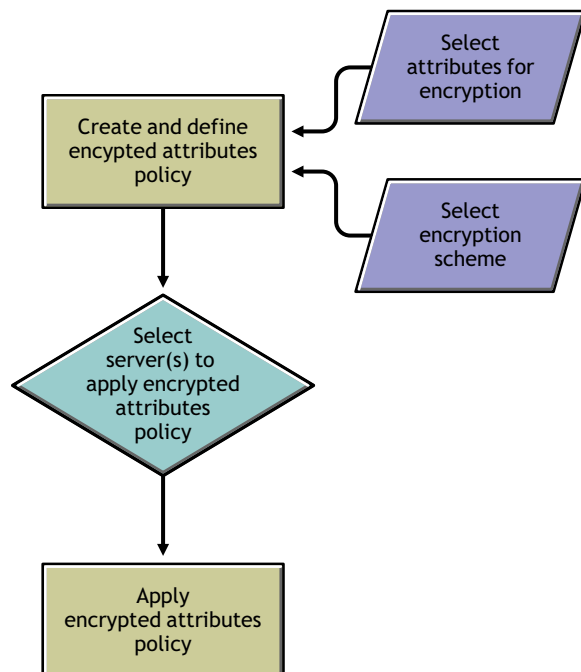 Select
attributes for
encryption
Create and define
encypted attributes
policy
Select
encryption
scheme
Select
server(s) to
apply encrypted
attributes
policy
Apply
encrypted attributes
policy